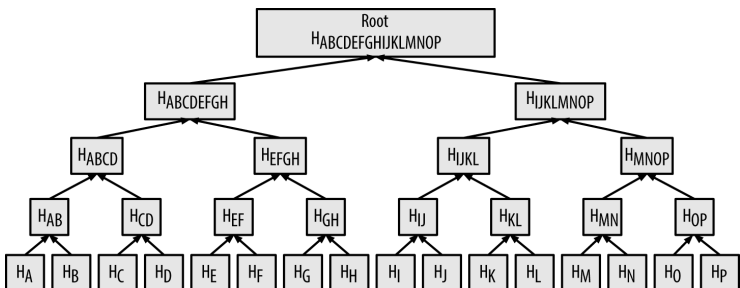 Root
HABCDEFGHIJKLMNOP
HABCDEFGH HIJKLMNOP
HABCD HEFGH HIJKL HMNOP
HAB HCD HEF HGH HIJ HKL HMN HOP
HA HB HC HD HE HF HG HH HI HJ HK HL HM HN HO HP